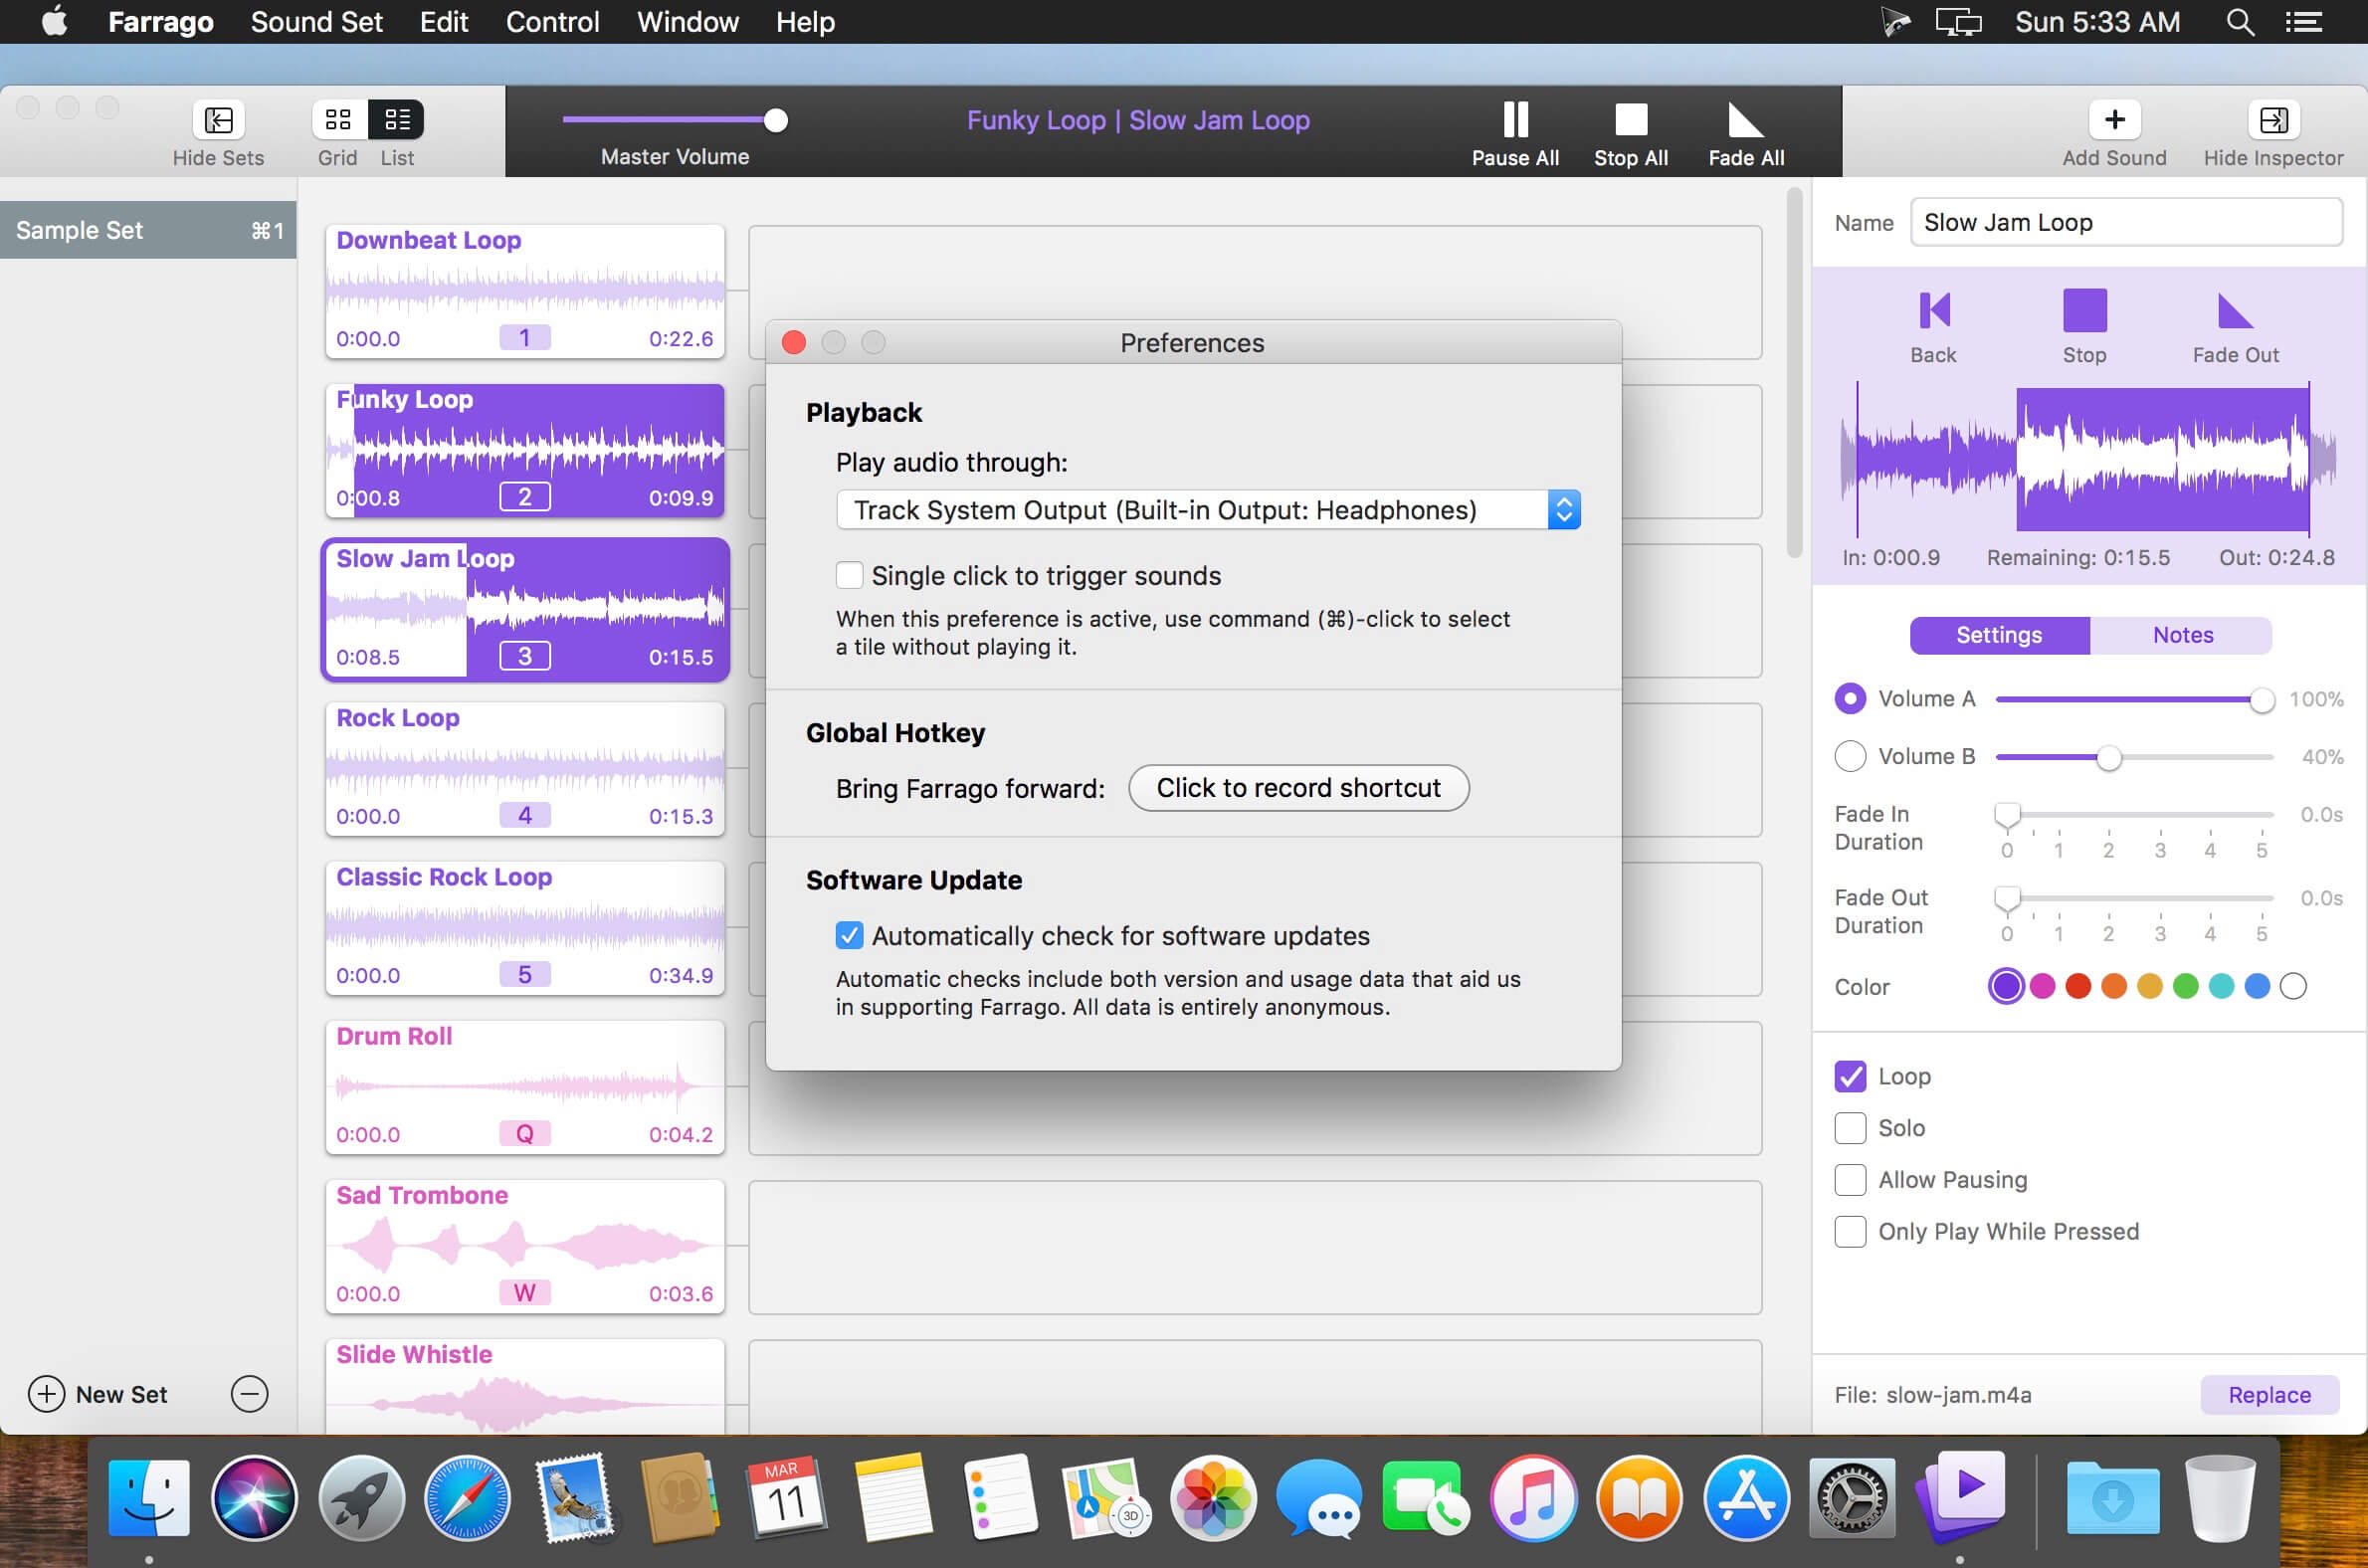 Farrago Sound Set Edit Control Window Help Sun 5:33 AM
Hide Sets Grid List
Master Volume
Funky Loop | Slow Jam Loop
Pause All Stop All Fade All
Add Sound Hide Inspector
Sample Set ⌘1
New Set
Downbeat Loop
0:00.0 1 0:22.6
Funky Loop
0:00.8 2 0:09.9
Slow Jam Loop
0:08.5 3 0:15.5
Rock Loop
0:00.0 4 0:15.3
Classic Rock Loop
0:00.0 5 0:34.9
Drum Roll
0:00.0 Q 0:04.2
Sad Trombone
0:00.0 W 0:03.6
Slide Whistle
Preferences
Playback
Play audio through:
Track System Output (Built-in Output: Headphones)
Single click to trigger sounds
When this preference is active, use command (⌘)-click to select
a tile without playing it.
Global Hotkey
Bring Farrago forward: Click to record shortcut
Software Update
Automatically check for software updates
Automatic checks include both version and usage data that aid us
in supporting Farrago. All data is entirely anonymous.
Name Slow Jam Loop
Back Stop Fade Out
In: 0:00.9 Remaining: 0:15.5 Out: 0:24.8
Settings Notes
Volume A 100%
Volume B 40%
Fade In
Duration
0.0s
0 1 2 3 4 5
Fade Out
Duration
0.0s
0 1 2 3 4 5
Color
Loop
Solo
Allow Pausing
Only Play While Pressed
File: slow-jam.m4a Replace
MAR
11
3D